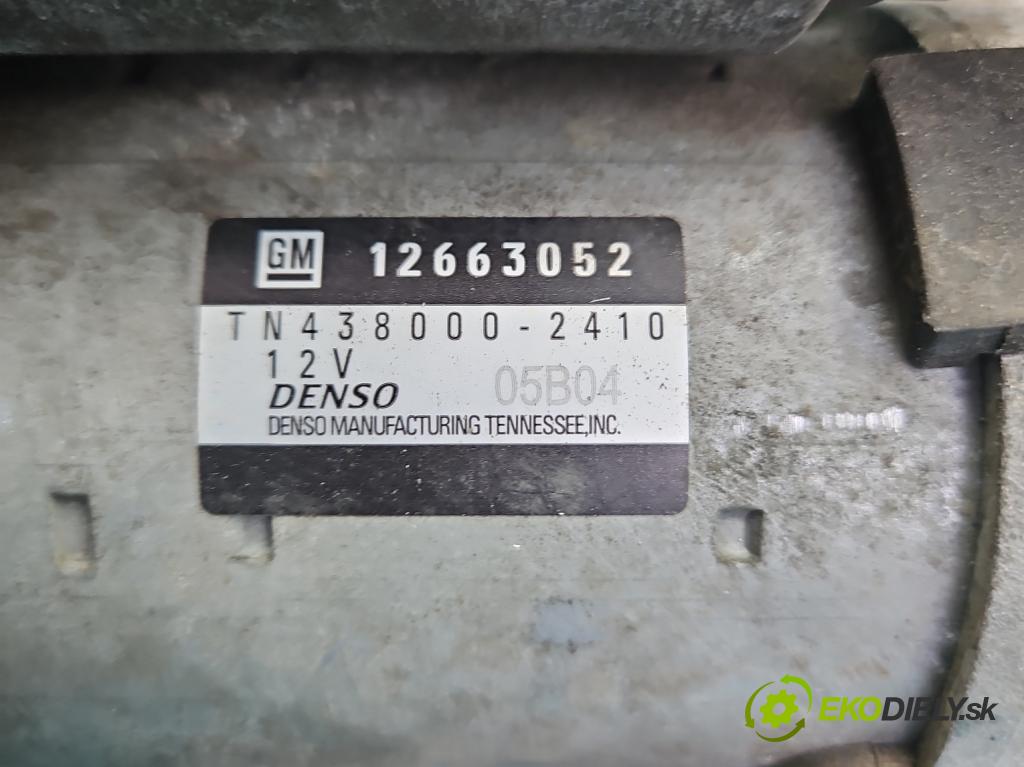 GM 12663052
TN438000-2410
12V
DENSO 05B04
DENSO MANUFACTURING TENNESSEE,INC.
EKODIELY.sk